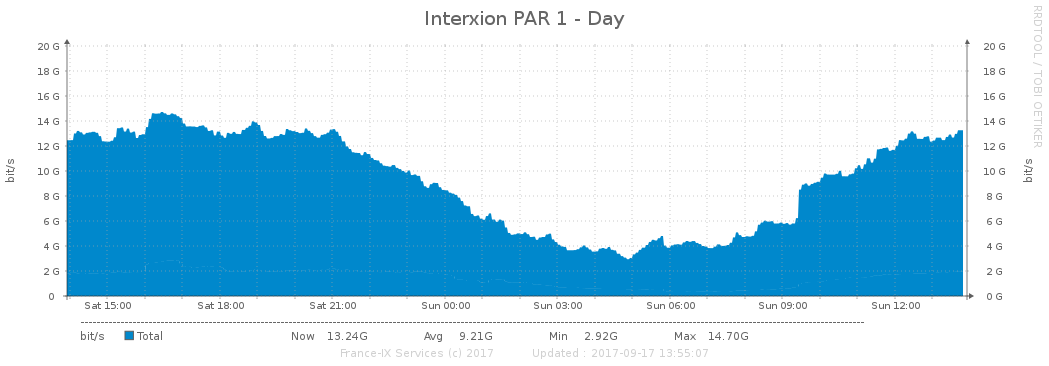 Interxion PAR 1 - Day
RRDTOOL / TOBI OETIKER
20 G 20 G
18 G 18 G
16 G 16 G
14 G 14 G
12 G 12 G
10 G 10 G
8 G 8 G
6 G 6 G
4 G 4 G
2 G 2 G
0 0 G
bit/s bit/s
Sat 15:00 Sat 18:00 Sat 21:00 Sun 00:00 Sun 03:00 Sun 06:00 Sun 09:00 Sun 12:00
bit/s Total Now 13.24G Avg 9.21G Min 2.92G Max 14.70G
France-IX Services (c) 2017 Updated : 2017-09-17 13:55:07